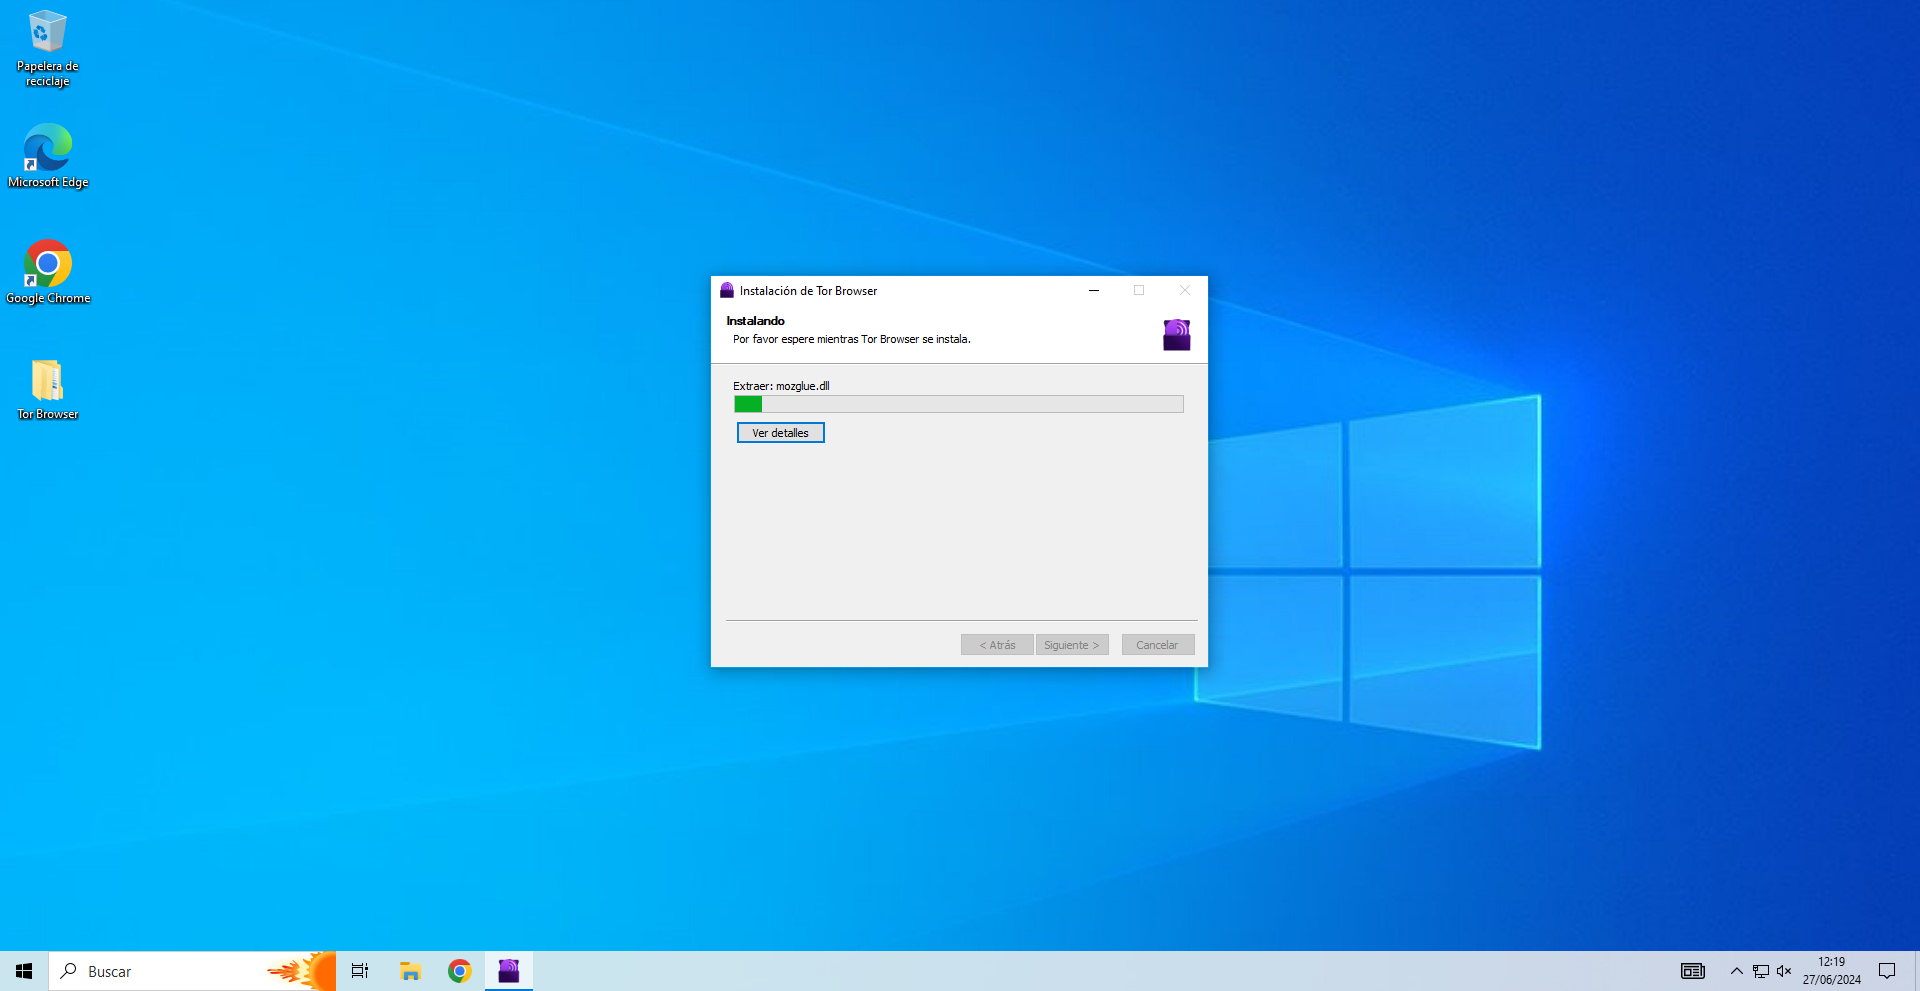 Papelera de
reciclaje
Microsoft Edge
Google Chrome
Tor Browser
Instalación de Tor Browser
Instalando
Por favor espere mientras Tor Browser se instala.
Extraer: mozglue.dll
Ver detalles
< Atrás
Siguiente >
Cancelar
Buscar
12:19
27/06/2024